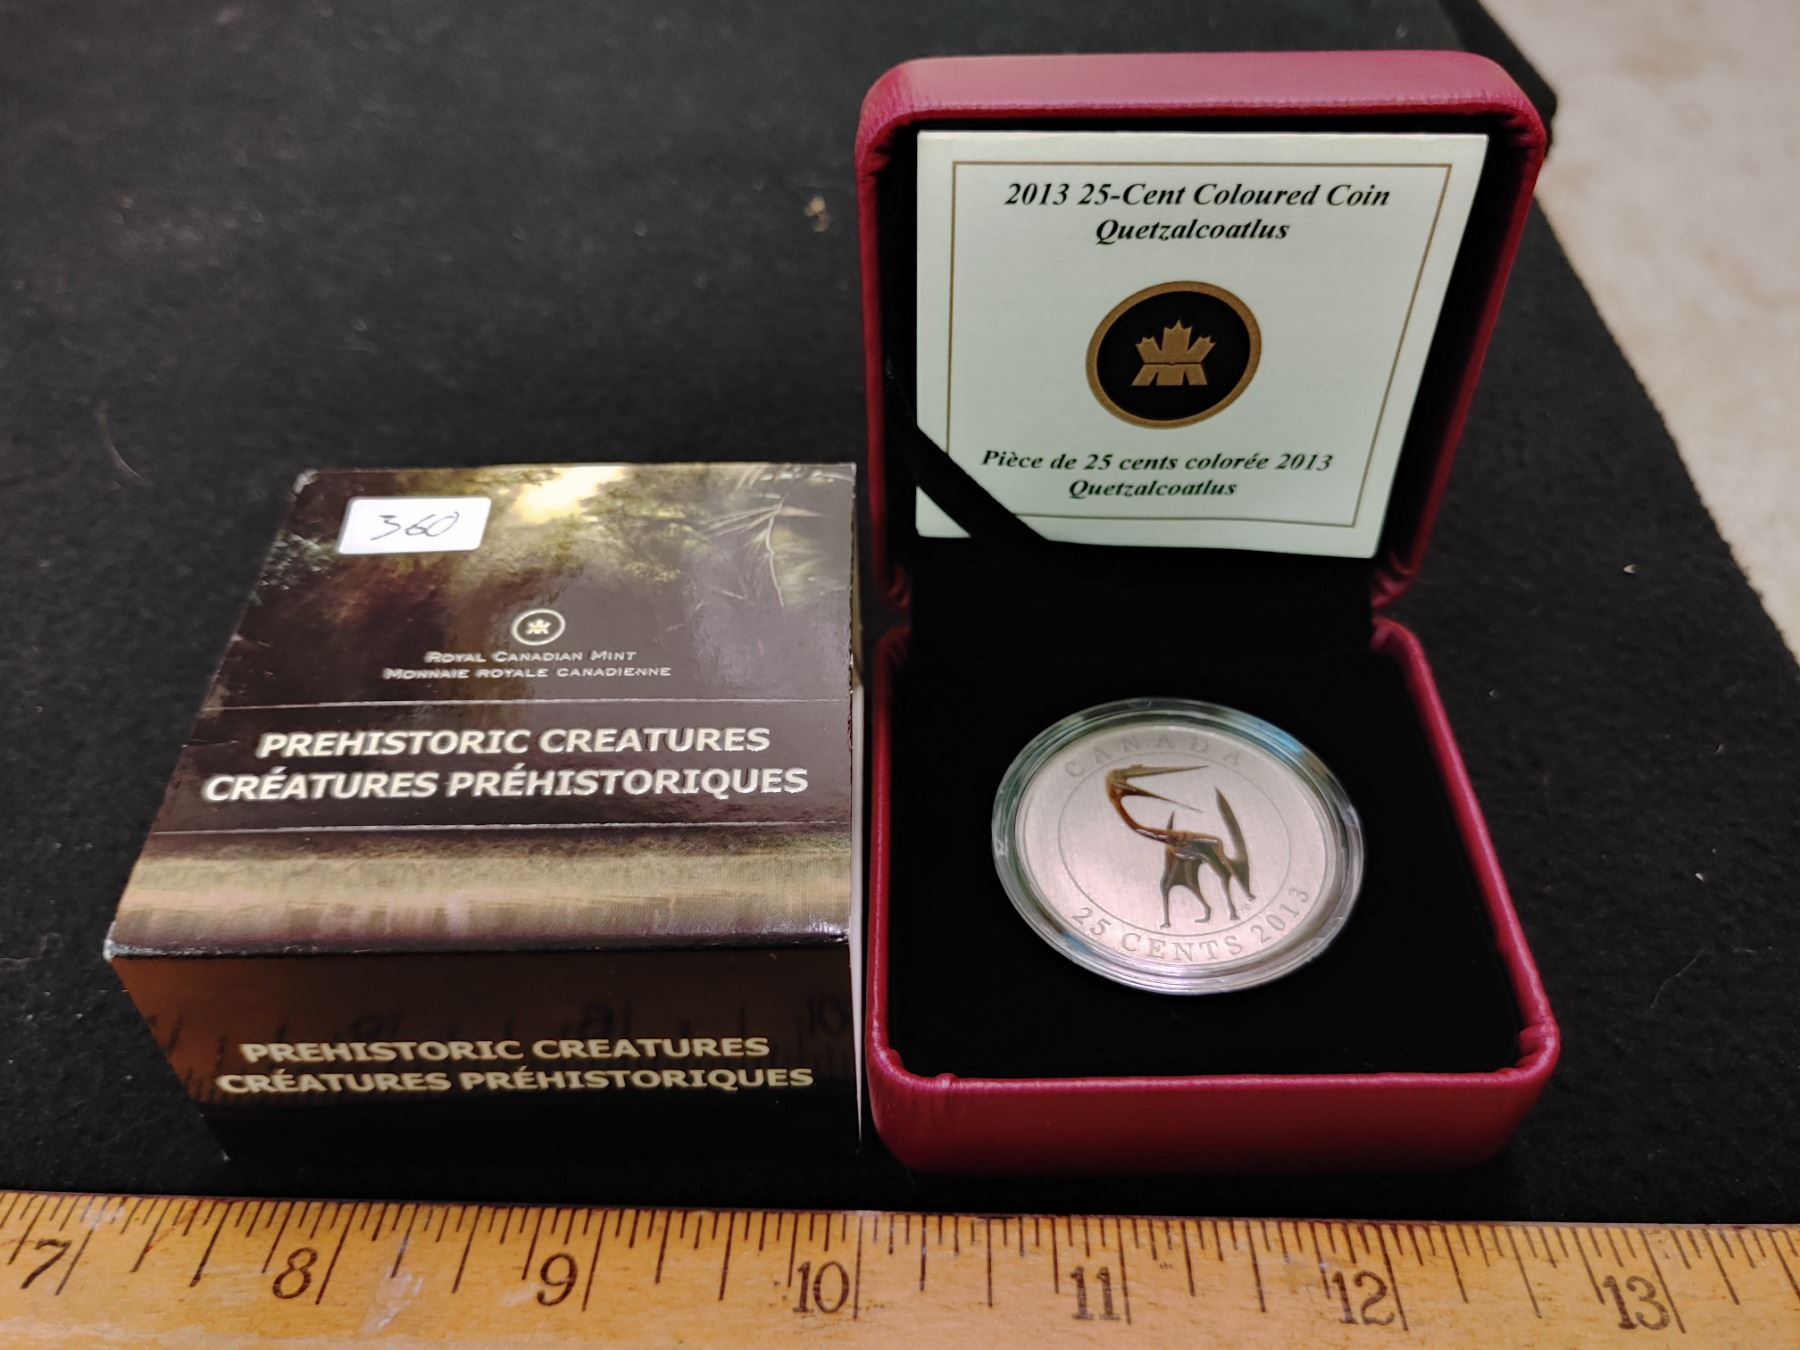 360
ROYAL CANADIAN MINT
MONNAIE ROYALE CANADIENNE
PREHISTORIC CREATURES
CRÉATURES PRÉHISTORIQUES
PREHISTORIC CREATURES
CRÉATURES PRÉHISTORIQUES
2013 25-Cent Coloured Coin
Quetzalcoatlus
Pièce de 25 cents colorée 2013
Quetzalcoatlus
CANADA
25 CENTS 2013
7 8 9 10 11 12 13